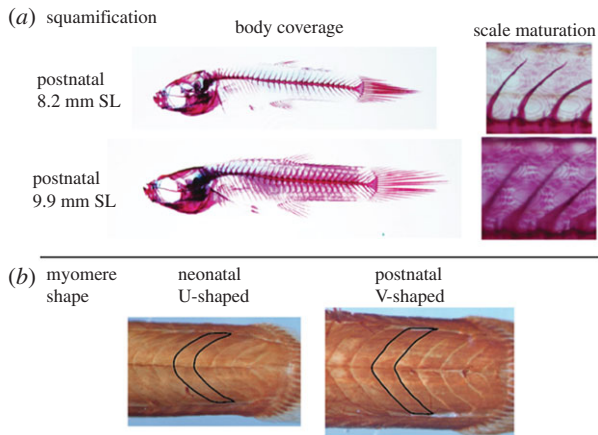 (a) squamification
body coverage
scale maturation
postnatal
8.2 mm SL
postnatal
9.9 mm SL
(b) myomere
shape
neonatal
U-shaped
postnatal
V-shaped